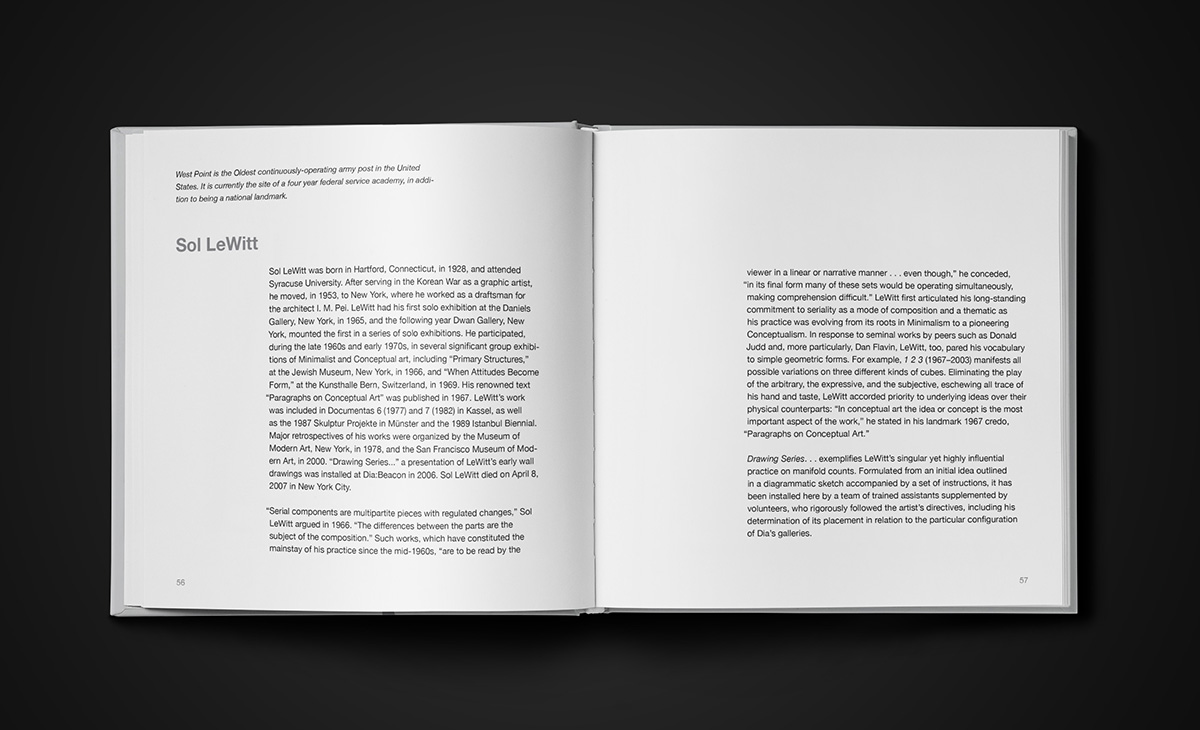 West Point is the Oldest continuously-operating army post in the United
States. It is currently the site of a four year federal service academy, in addi-
tion to being a national landmark.
Sol LeWitt
Sol LeWitt was born in Hartford, Connecticut, in 1928, and attended
Syracuse University. After serving in the Korean War as a graphic artist,
he moved, in 1953, to New York, where he worked as a draftsman for
the architect I. M. Pei. LeWitt had his first solo exhibition at the Daniels
Gallery, New York, in 1965, and the following year Dwan Gallery, New
York, mounted the first in a series of solo exhibitions. He participated,
during the late 1960s and early 1970s, in several significant group exhibi-
tions of Minimalist and Conceptual art, including “Primary Structures,”
at the Jewish Museum, New York, in 1966, and “When Attitudes Become
Form,” at the Kunsthalle Bern, Switzerland, in 1969. His renowned text
“Paragraphs on Conceptual Art” was published in 1967. LeWitt’s work
was included in Documentas 6 (1977) and 7 (1982) in Kassel, as well
as the 1987 Skulptur Projekte in Münster and the 1989 Istanbul Biennial.
Major retrospectives of his works were organized by the Museum of
Modern Art, New York, in 1978, and the San Francisco Museum of Mod-
ern Art, in 2000. “Drawing Series...” a presentation of LeWitt’s early wall
drawings was installed at Dia:Beacon in 2006. Sol LeWitt died on April 8,
2007 in New York City.
“Serial components are multipartite pieces with regulated changes,” Sol
LeWitt argued in 1966. “The differences between the parts are the
subject of the composition.” Such works, which have constituted the
mainstay of his practice since the mid-1960s, “are to be read by the
56
viewer in a linear or narrative manner . . . even though,” he conceded,
“in its final form many of these sets would be operating simultaneously,
making comprehension difficult.” LeWitt first articulated his long-standing
commitment to seriality as a mode of composition and a thematic as
his practice was evolving from its roots in Minimalism to a pioneering
Conceptualism. In response to seminal works by peers such as Donald
Judd and, more particularly, Dan Flavin, LeWitt, too, pared his vocabulary
to simple geometric forms. For example, 1 2 3 (1967–2003) manifests all
possible variations on three different kinds of cubes. Eliminating the play
of the arbitrary, the expressive, and the subjective, eschewing all trace of
his hand and taste, LeWitt accorded priority to underlying ideas over their
physical counterparts: “In conceptual art the idea or concept is the most
important aspect of the work,” he stated in his landmark 1967 credo,
“Paragraphs on Conceptual Art.”
Drawing Series. . . exemplifies LeWitt’s singular yet highly influential
practice on manifold counts. Formulated from an initial idea outlined
in a diagrammatic sketch accompanied by a set of instructions, it has
been installed here by a team of trained assistants supplemented by
volunteers, who rigorously followed the artist’s directives, including his
determination of its placement in relation to the particular configuration
of Dia’s galleries.
57